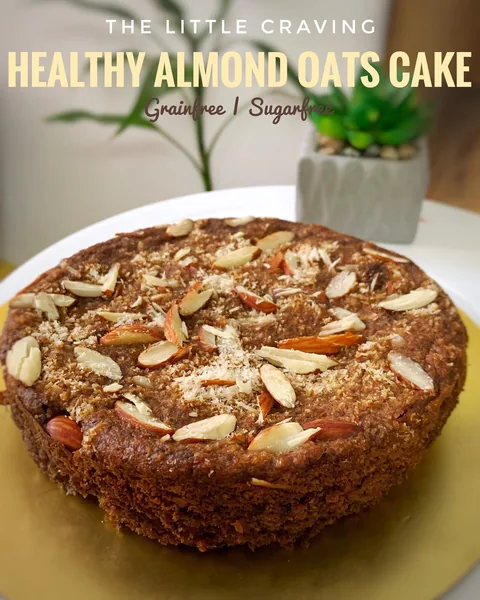 THE LITTLE CRAVING
HEALTHY ALMOND OATS CAKE
Grainfree | Sugarfree